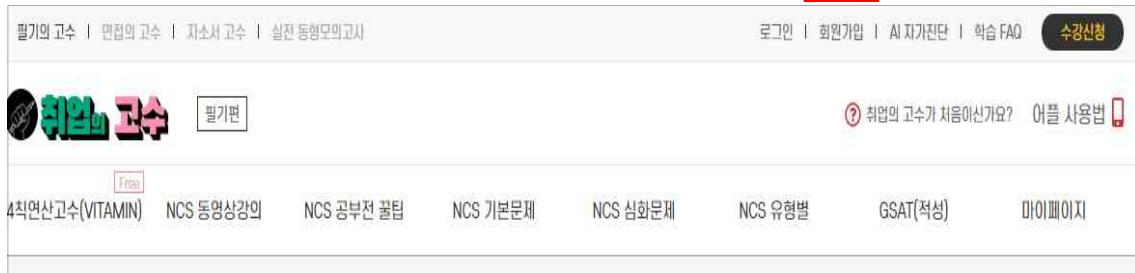 필기의 고수 | 면접의 고수 | 자소서 고수 | 실전 동형모의고사 로그인 | 회원가입 | AI 자가진단 | 학습 FAQ 수강신청
취업의 고수 필기편 ? 취업의 고수가 처음이신가요? 어플 사용법
Free
4칙연산고수(VITAMIN) NCS 동영상강의 NCS 공부전 꿀팁 NCS 기본문제 NCS 심화문제 NCS 유형별 GSAT(적성) 마이페이지